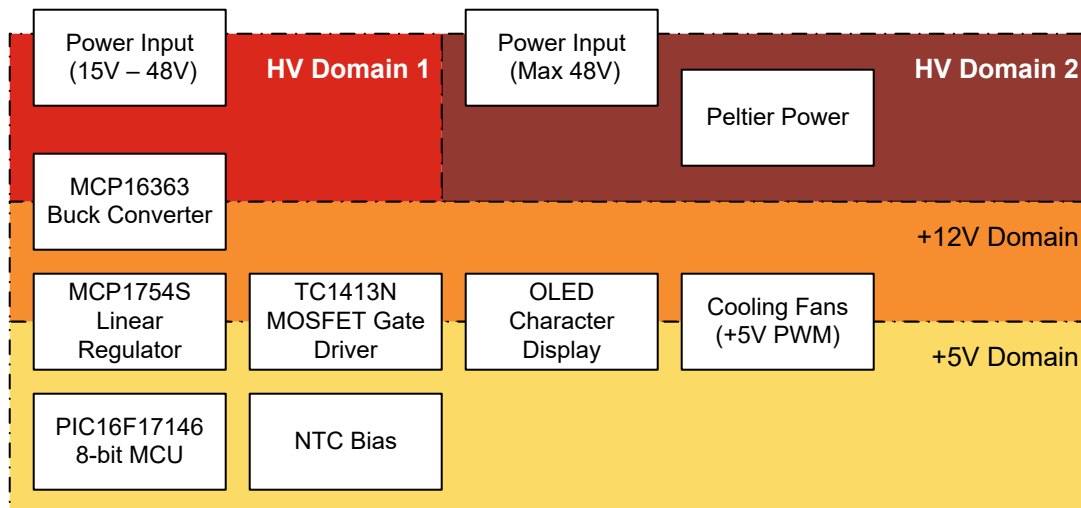 Power Input
(15V – 48V)
HV Domain 1
Power Input
(Max 48V)
HV Domain 2
Peltier Power
MCP16363
Buck Converter
+12V Domain
MCP1754S
Linear
Regulator
TC1413N
MOSFET Gate
Driver
OLED
Character
Display
Cooling Fans
(+5V PWM)
+5V Domain
PIC16F17146
8-bit MCU
NTC Bias